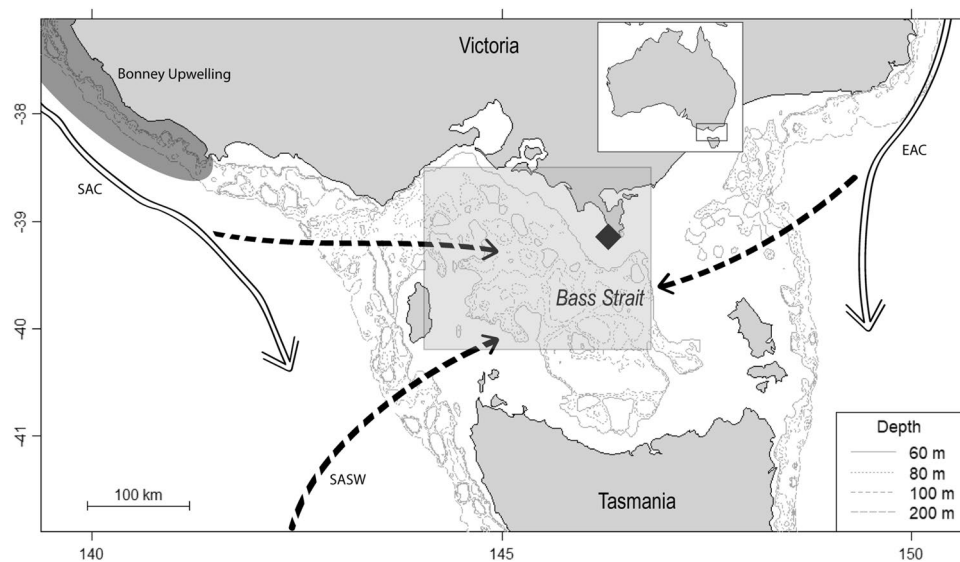 Victoria
Bonney Upwelling
-38
SAC
EAC
-39
Bass Strait
-40
-41
SASW
100 km
Tasmania
Depth
60 m
80 m
100 m
200 m
140
145
150